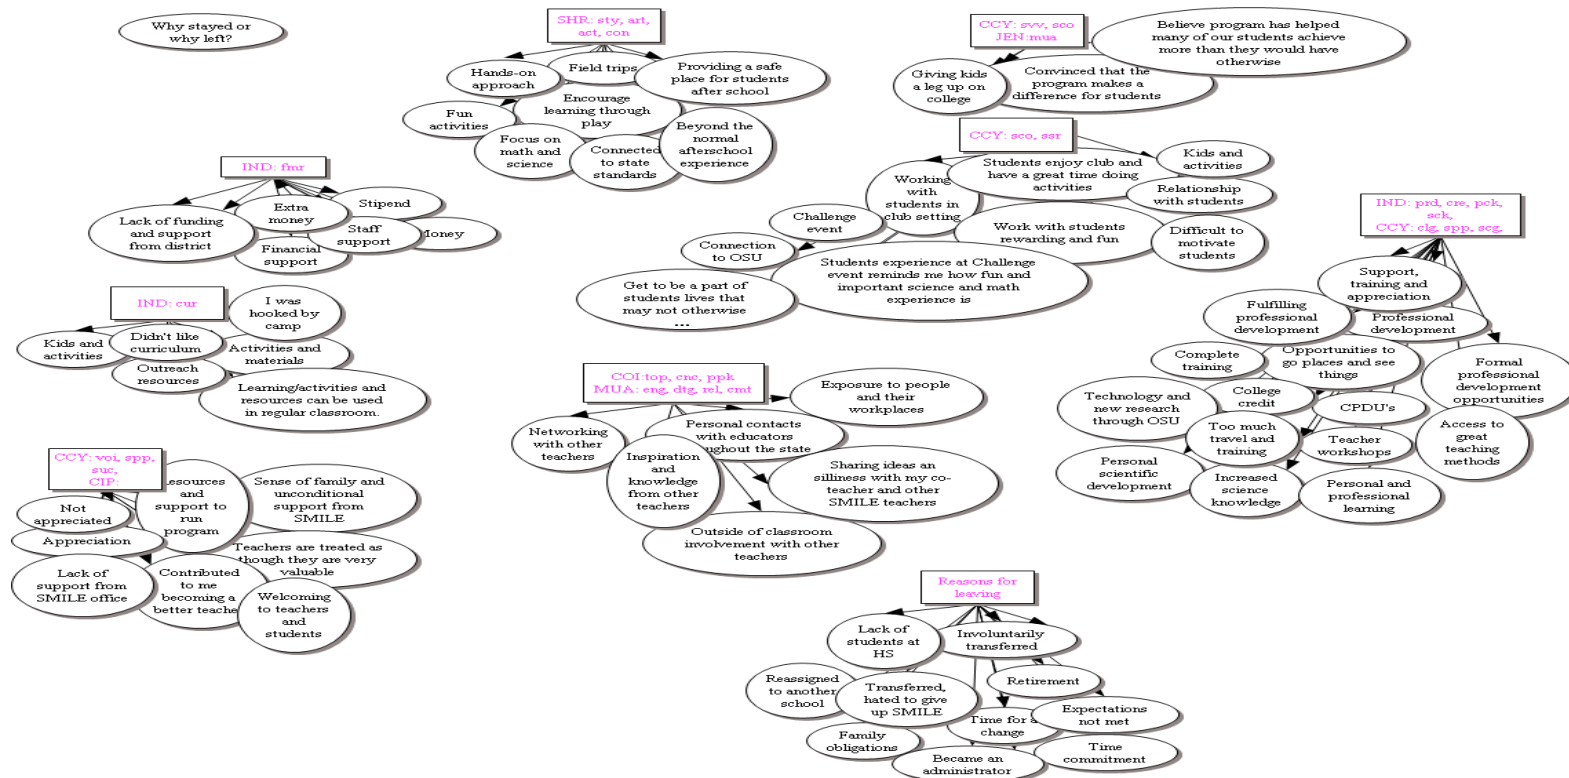 Why stayed or
why left?
SHR: sty, art,
act, con
Hands-on
approach
Field trips
Providing a safe
place for students
after school
Fun
activities
Encourage
learning through
play
Focus on
math and
science
Connected
to state
standards
Beyond the
normal
afterschool
experience
CCY: svv, sco
JEN:mua
Believe program has helped
many of our students achieve
more than they would have
otherwise
Giving kids
a leg up on
college
Convinced that the
program makes a
difference for students
CCY: sco, ssr
Kids and
activities
Students enjoy club and
have a great time doing
activities
Working
with
students in
club setting
Relationship
with students
Challenge
event
Work with students
rewarding and fun
Difficult to
motivate
students
Connection
to OSU
Students experience at Challenge
event reminds me how fun and
important science and math
experience is
Get to be a part of
students lives that
may not otherwise
...
IND: fmr
Lack of funding
and support
from district
Extra
money
Stipend
Staff
support
Money
Financial
support
IND: cur
I was
hooked by
camp
Kids and
activities
Didn't like
curriculum
Activities and
materials
Outreach
resources
Learning/activities and
resources can be used
in regular classroom.
IND: prd, cre, pck,
sck,
CCY: clg, spp, scg,
Support,
training and
appreciation
Fulfilling
professional
development
Professional
development
Complete
training
Opportunities to
go places and see
things
Formal
professional
development
opportunities
Technology and
new research
through OSU
College
credit
CPDU's
Too much
travel and
training
Teacher
workshops
Access to
great
teaching
methods
Personal
scientific
development
Increased
science
knowledge
Personal and
professional
learning
COI:top, cnc, ppk
MUA: eng, dtg, rel, cmt
Exposure to people
and their
workplaces
Networking
with other
teachers
Personal contacts
with educators
oughout the state
Inspiration
and
knowledge
from other
teachers
Sharing ideas an
silliness with my co-
teacher and other
SMILE teachers
Outside of classroom
involvement with other
teachers
CCY: voi, spp,
suc,
CIP:
Not
appreciated
esources
and
support to
run
program
Sense of family and
unconditional
support from
SMILE
Appreciation
Teachers are treated as
though they are very
valuable
Lack of
support from
SMILE office
Contributed
to me
becoming a
better teache
Welcoming
to teachers
and
students
Reasons for
leaving
Lack of
students at
HS
Involuntarily
transferred
Reassigned
to another
school
Transferred,
hated to give
up SMILE
Retirement
Expectations
not met
Time for a
change
Family
obligations
Time
commitment
Became an
administrator